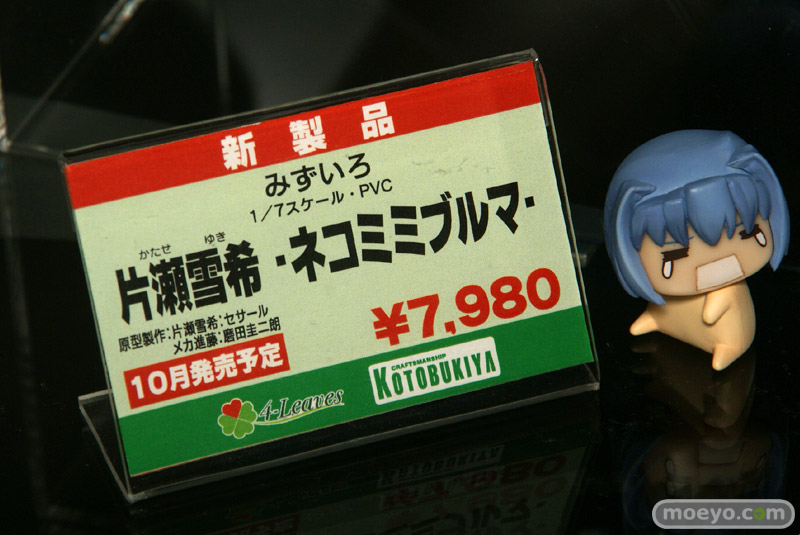 新製品
みずいろ
1/7スケール・PVC
かたせ ゆき
片瀬雪希 -ネコミミブルマ-
原型製作：片瀬雪希：セサール
メカ進藤：磨田圭二朗
¥7,980
10月発売予定
4-Leaves
CRAFTSMANSHIP
KOTOBUKIYA
moeyo.com